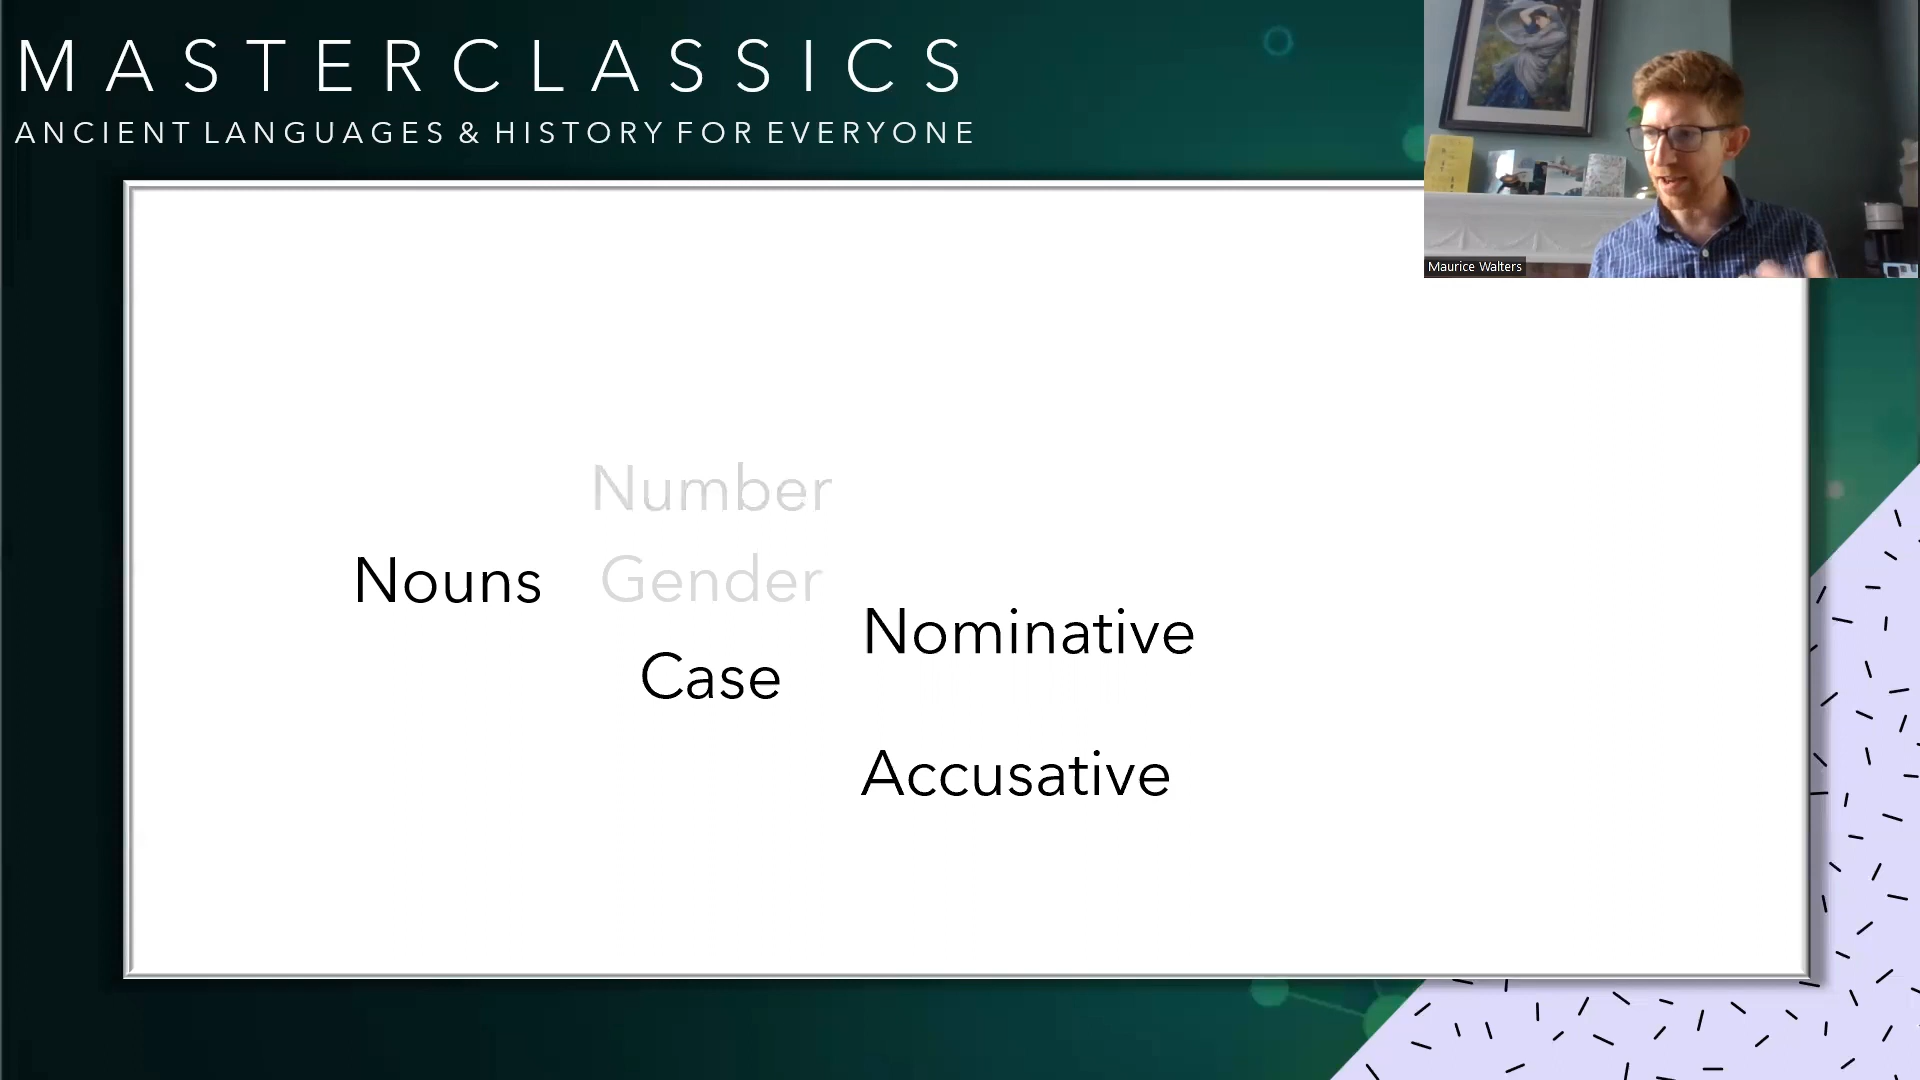 MASTERCLASSICS
ANCIENT LANGUAGES & HISTORY FOR EVERYONE
Maurice Walters
Number
Nouns
Gender
Nominative
Case
Accusative